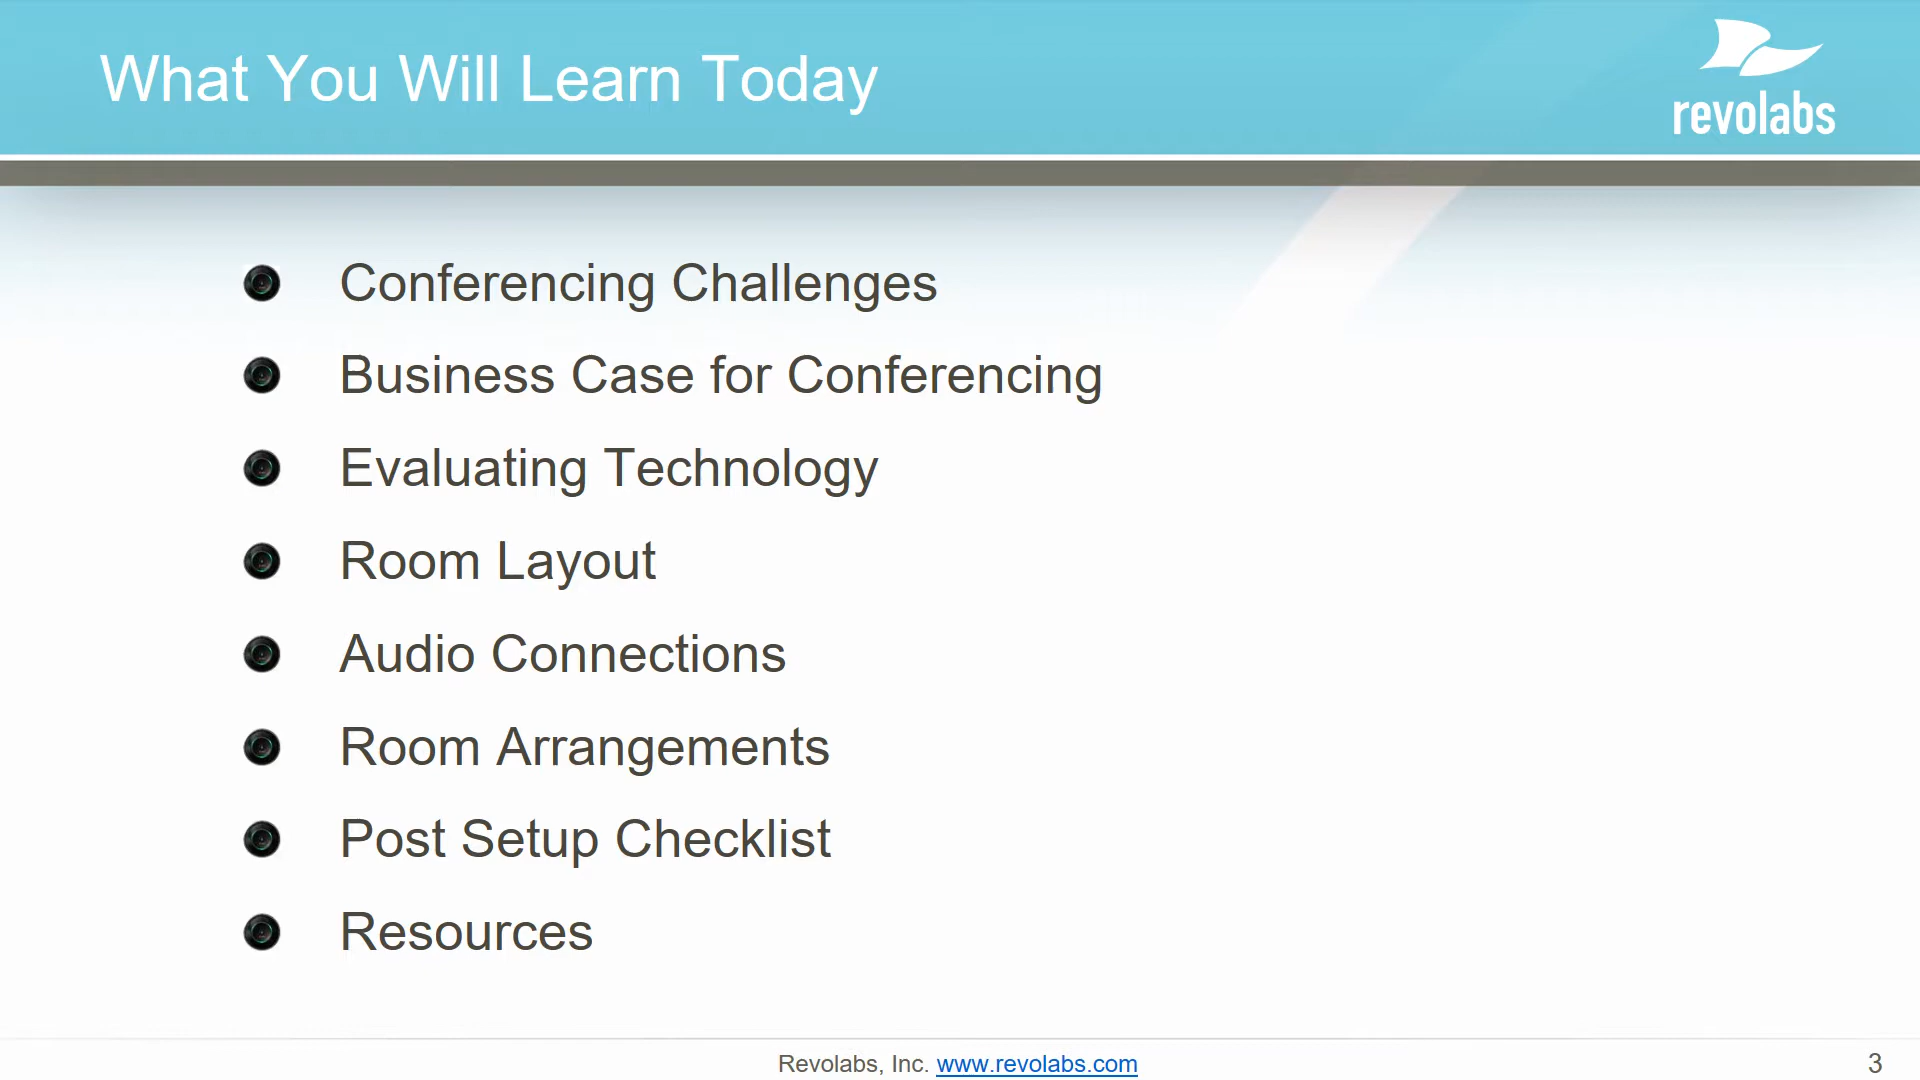 What You Will Learn Today
revolabs
Conferencing Challenges
Business Case for Conferencing
Evaluating Technology
Room Layout
Audio Connections
Room Arrangements
Post Setup Checklist
Resources
Revolabs, Inc. www.revolabs.com
3